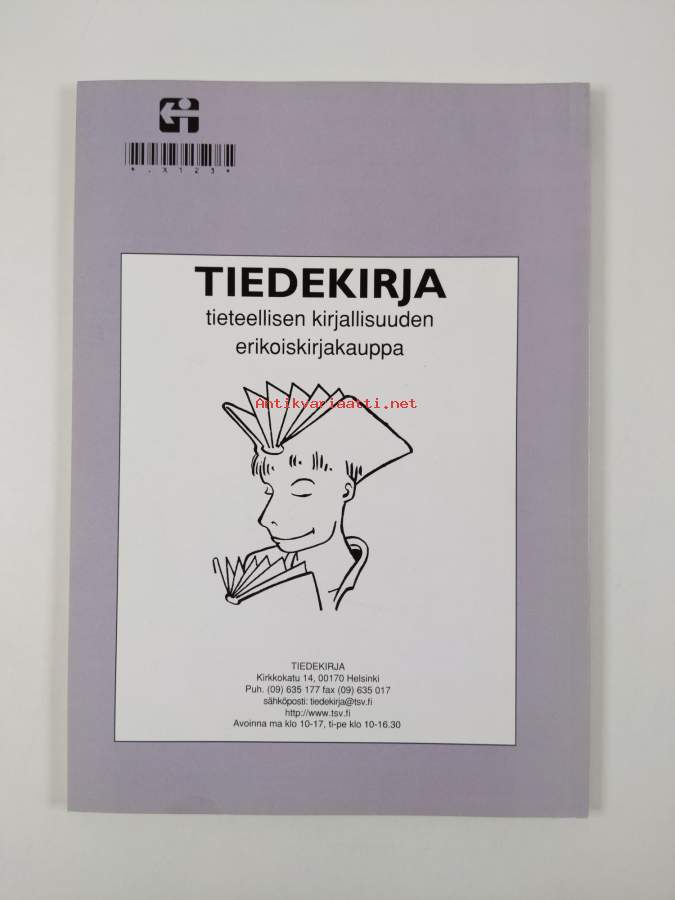 *.X123*
TIEDEKIRJA
tieteellisen kirjallisuuden
erikoiskirjakauppa
Antikvariaatti.net
TIEDEKIRJA
Kirkkokatu 14, 00170 Helsinki
Puh. (09) 635 177 fax (09) 635 017
sähköposti: tiedekirja@tsv.fi
http://www.tsv.fi
Avoinna ma klo 10-17, ti-pe klo 10-16.30